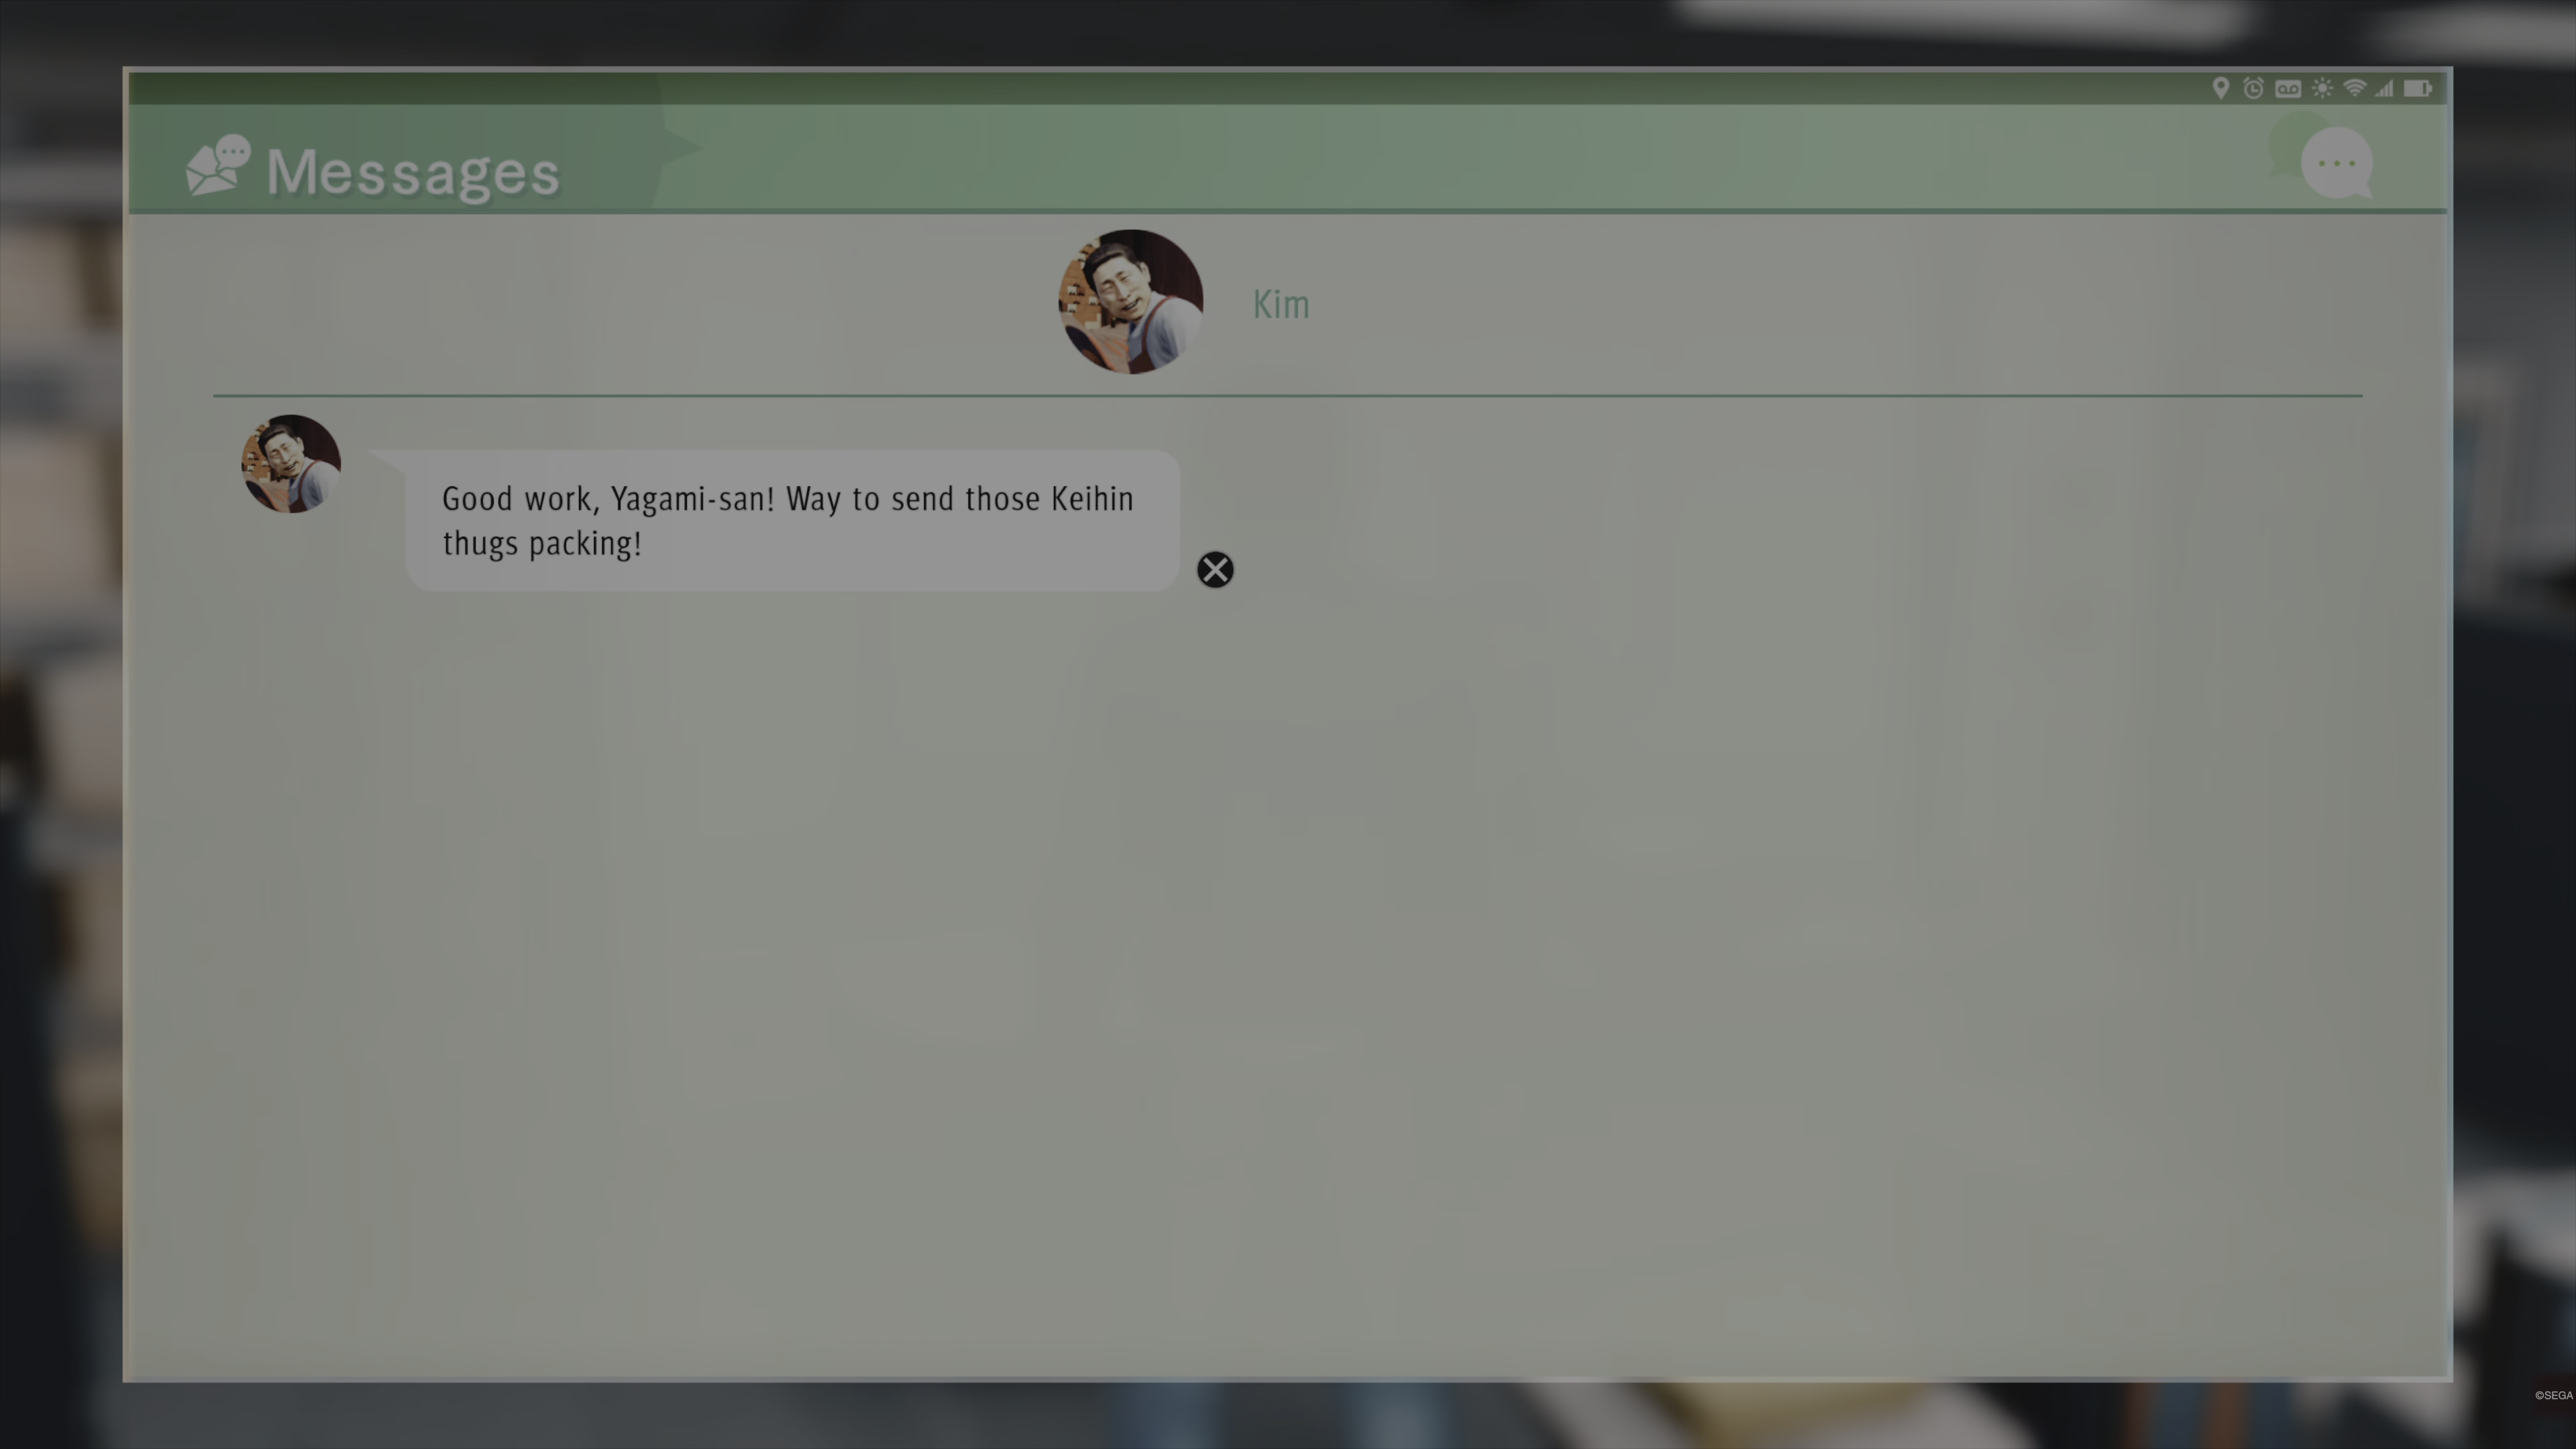 Messages
Kim
Good work, Yagami-san! Way to send those Keihin
thugs packing!
©SEGA